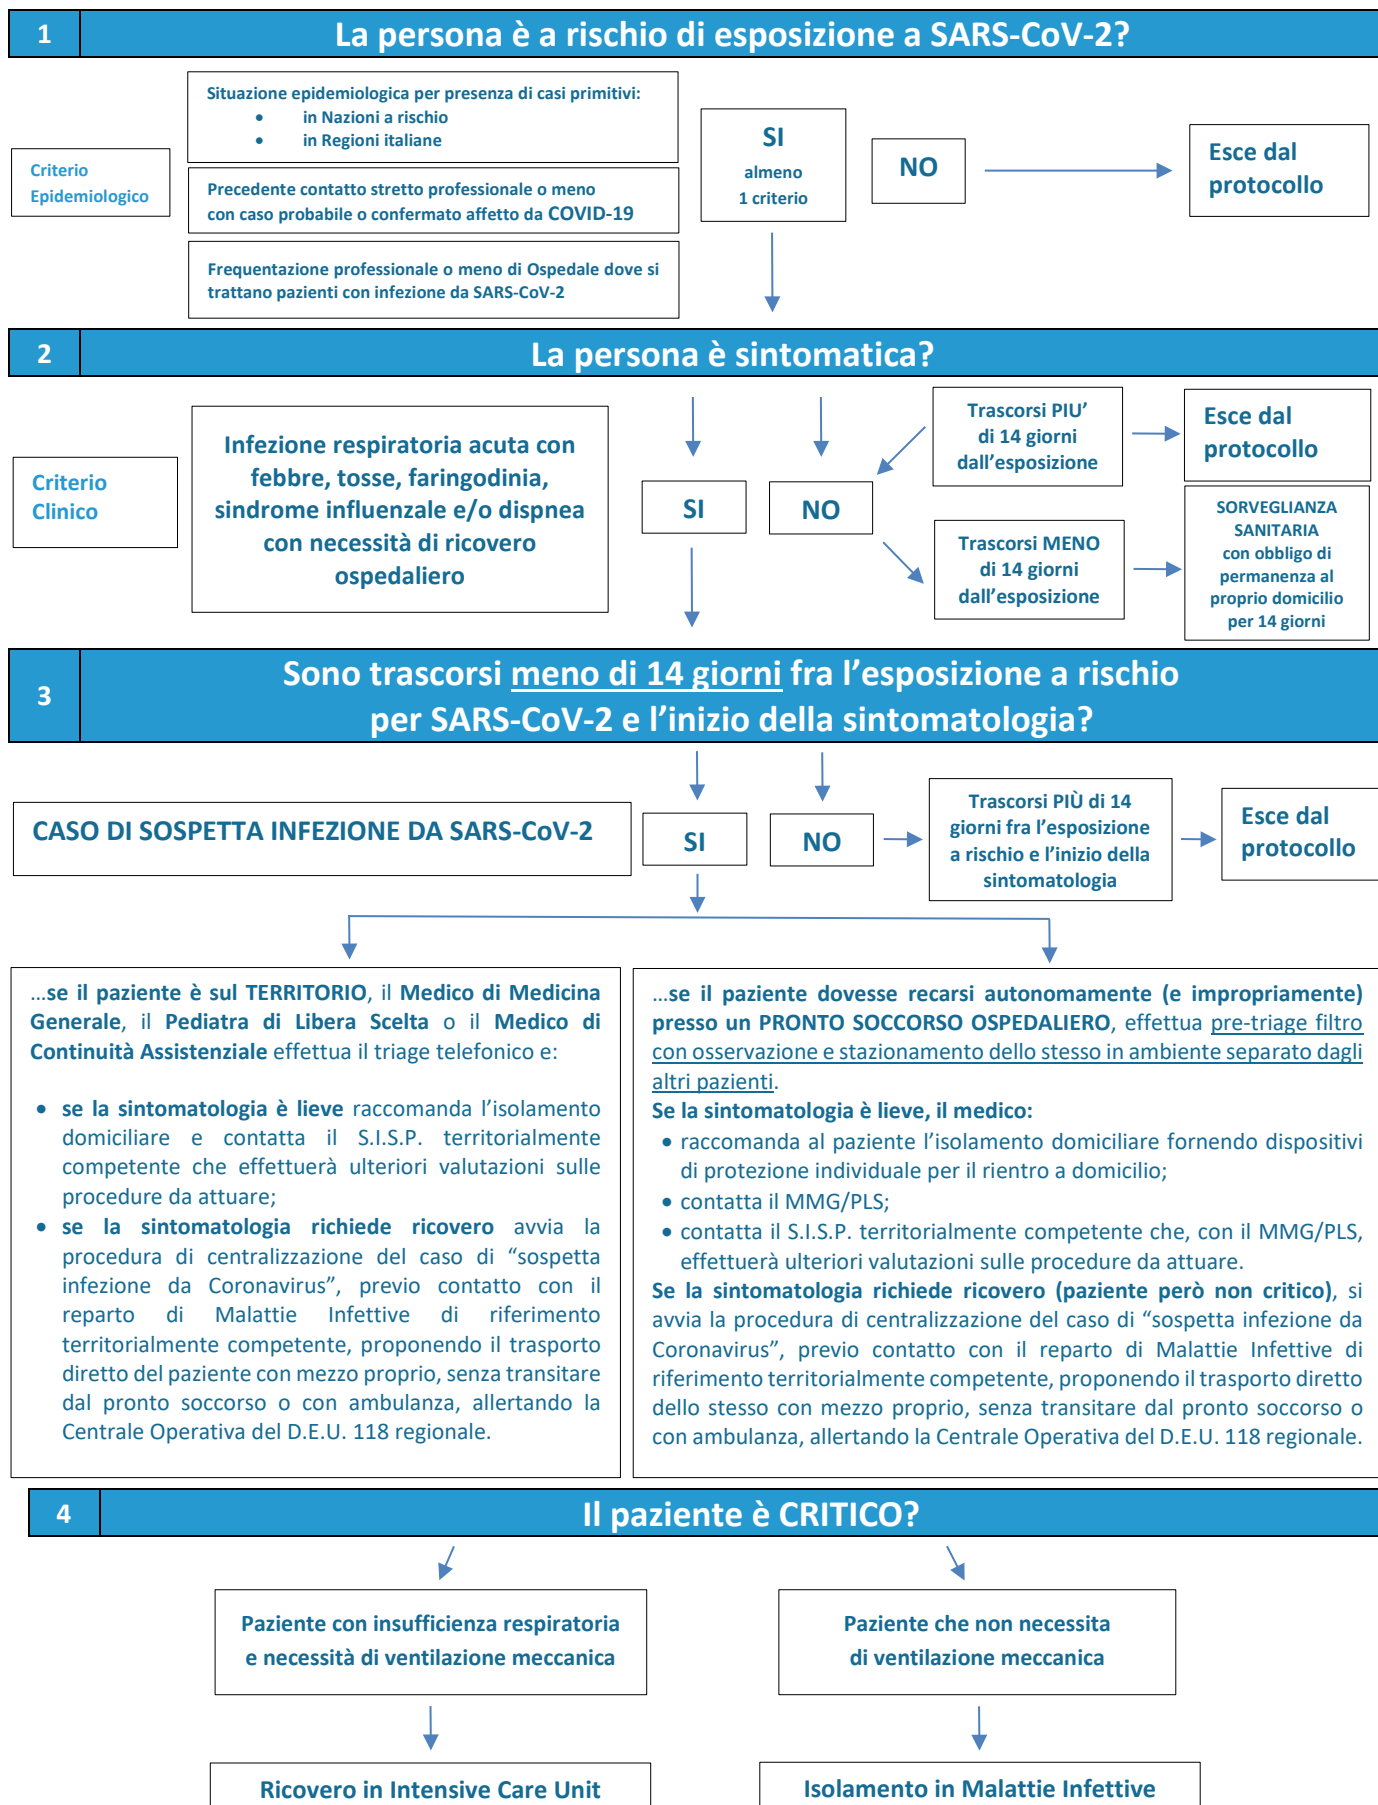 1
La persona è a rischio di esposizione a SARS-CoV-2?
Criterio
Epidemiologico
Situazione epidemiologica per presenza di casi primitivi:
• in Nazioni a rischio
• in Regioni italiane
Precedente contatto stretto professionale o meno
con caso probabile o confermato affetto da COVID-19
Frequentazione professionale o meno di Ospedale dove si
trattano pazienti con infezione da SARS-CoV-2
SI
almeno
1 criterio
NO
Esce dal
protocollo
2
La persona è sintomatica?
Criterio
Clinico
Infezione respiratoria acuta con
febbre, tosse, faringodinia,
sindrome influenzale e/o dispnea
con necessità di ricovero
ospedaliero
SI
NO
Trascorsi PIU’
di 14 giorni
dall’esposizione
Esce dal
protocollo
Trascorsi MENO
di 14 giorni
dall’esposizione
SORVEGLIANZA
SANITARIA
con obbligo di
permanenza al
proprio domicilio
per 14 giorni
3
Sono trascorsi meno di 14 giorni fra l’esposizione a rischio
per SARS-CoV-2 e l’inizio della sintomatologia?
CASO DI SOSPETTA INFEZIONE DA SARS-CoV-2
SI
NO
Trascorsi PIÙ di 14
giorni fra l’esposizione
a rischio e l’inizio della
sintomatologia
Esce dal
protocollo
...se il paziente è sul TERRITORIO, il Medico di Medicina
Generale, il Pediatra di Libera Scelta o il Medico di
Continuità Assistenziale effettua il triage telefonico e:
• se la sintomatologia è lieve raccomanda l’isolamento
domiciliare e contatta il S.I.S.P. territorialmente
competente che effettuerà ulteriori valutazioni sulle
procedure da attuare;
• se la sintomatologia richiede ricovero avvia la
procedura di centralizzazione del caso di “sospetta
infezione da Coronavirus”, previo contatto con il
reparto di Malattie Infettive di riferimento
territorialmente competente, proponendo il trasporto
diretto del paziente con mezzo proprio, senza transitare
dal pronto soccorso o con ambulanza, allertando la
Centrale Operativa del D.E.U. 118 regionale.
...se il paziente dovesse recarsi autonomamente (e impropriamente)
presso un PRONTO SOCCORSO OSPEDALIERO, effettua pre-triage filtro
con osservazione e stazionamento dello stesso in ambiente separato dagli
altri pazienti.
Se la sintomatologia è lieve, il medico:
• raccomanda al paziente l’isolamento domiciliare fornendo dispositivi
di protezione individuale per il rientro a domicilio;
• contatta il MMG/PLS;
• contatta il S.I.S.P. territorialmente competente che, con il MMG/PLS,
effettuerà ulteriori valutazioni sulle procedure da attuare.
Se la sintomatologia richiede ricovero (paziente però non critico), si
avvia la procedura di centralizzazione del caso di “sospetta infezione da
Coronavirus”, previo contatto con il reparto di Malattie Infettive di
riferimento territorialmente competente, proponendo il trasporto diretto
dello stesso con mezzo proprio, senza transitare dal pronto soccorso o
con ambulanza, allertando la Centrale Operativa del D.E.U. 118 regionale.
4
Il paziente è CRITICO?
Paziente con insufficienza respiratoria
e necessità di ventilazione meccanica
Paziente che non necessita
di ventilazione meccanica
Ricovero in Intensive Care Unit
Isolamento in Malattie Infettive